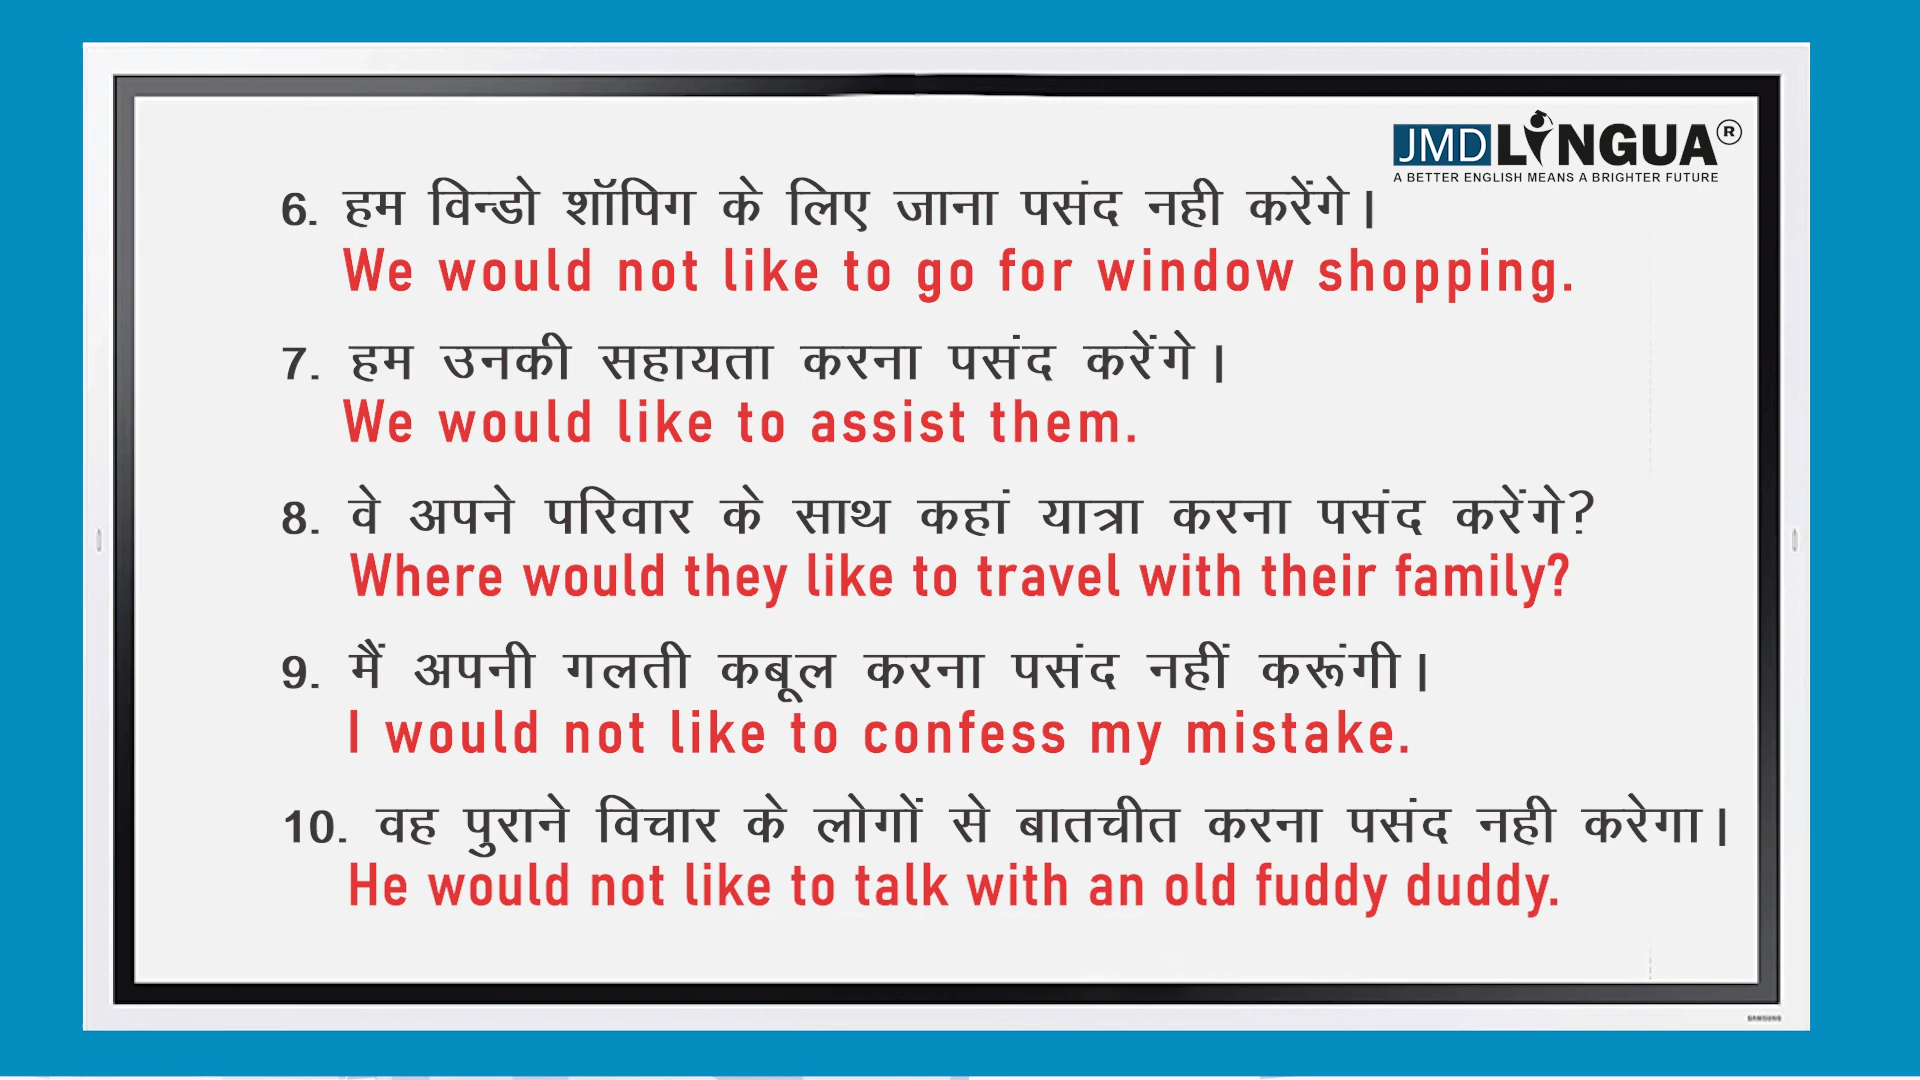 JMDLiNGUA®
A BETTER ENGLISH MEANS A BRIGHTER FUTURE
6. हम विन्डो शॉपिग के लिए जाना पसंद नही करेंगे।
We would not like to go for window shopping.
7. हम उनकी सहायता करना पसंद करेंगे।
We would like to assist them.
8. वे अपने परिवार के साथ कहां यात्रा करना पसंद करेंगे?
Where would they like to travel with their family?
9. मैं अपनी गलती कबूल करना पसंद नहीं करूंगी।
I would not like to confess my mistake.
10. वह पुराने विचार के लोगों से बातचीत करना पसंद नही करेगा।
He would not like to talk with an old fuddy duddy.
SAMSUNG